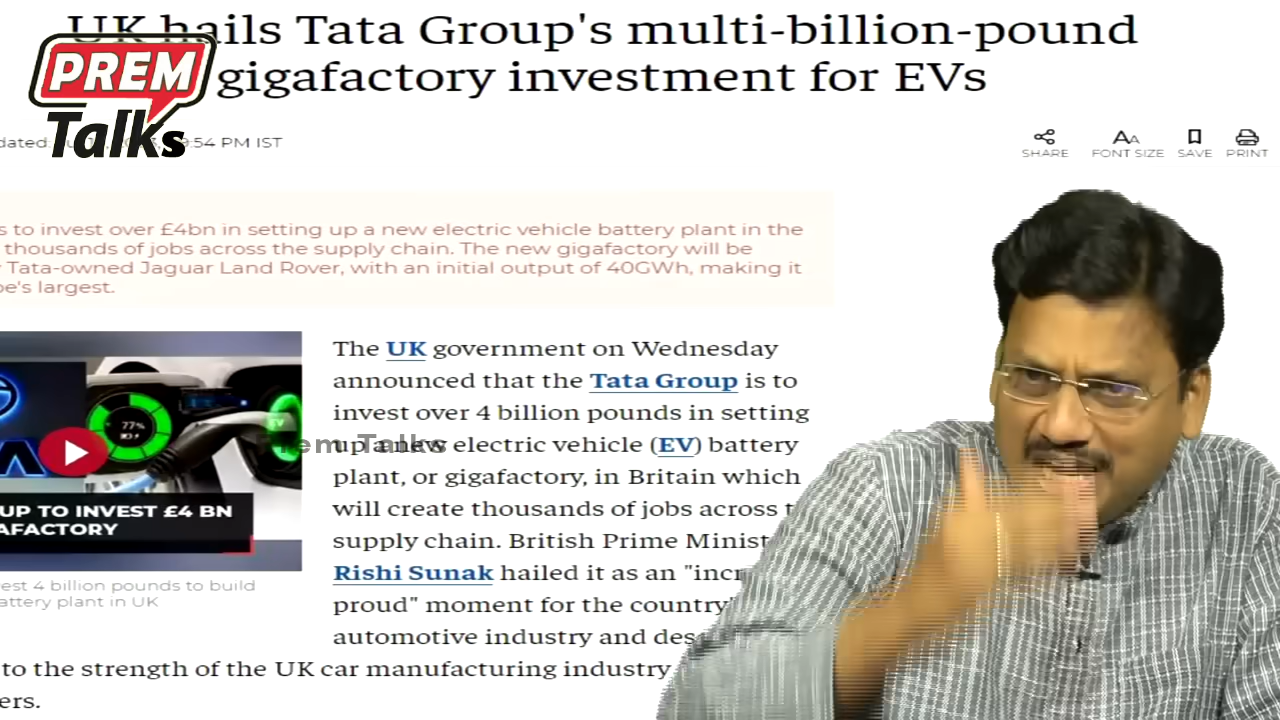 UK hails Tata Group's multi-billion-pound
gigafactory investment for EVs
PREM
Talks
9:54 PM IST
SHARE
FONT SIZE
SAVE
PRINT
s to invest over £4bn in setting up a new electric vehicle battery plant in the
thousands of jobs across the supply chain. The new gigafactory will be
Tata-owned Jaguar Land Rover, with an initial output of 40GWh, making it
pe's largest.
77%
EV
UP TO INVEST £4 BN
AFACTORY
est 4 billion pounds to build
attery plant in UK
The UK government on Wednesday
announced that the Tata Group is to
invest over 4 billion pounds in setting
up a new electric vehicle (EV) battery
Prem Talks
plant, or gigafactory, in Britain which
will create thousands of jobs across t
supply chain. British Prime Minist
Rishi Sunak hailed it as an "incr
proud" moment for the country'
automotive industry and des
to the strength of the UK car manufacturing industry
ers.